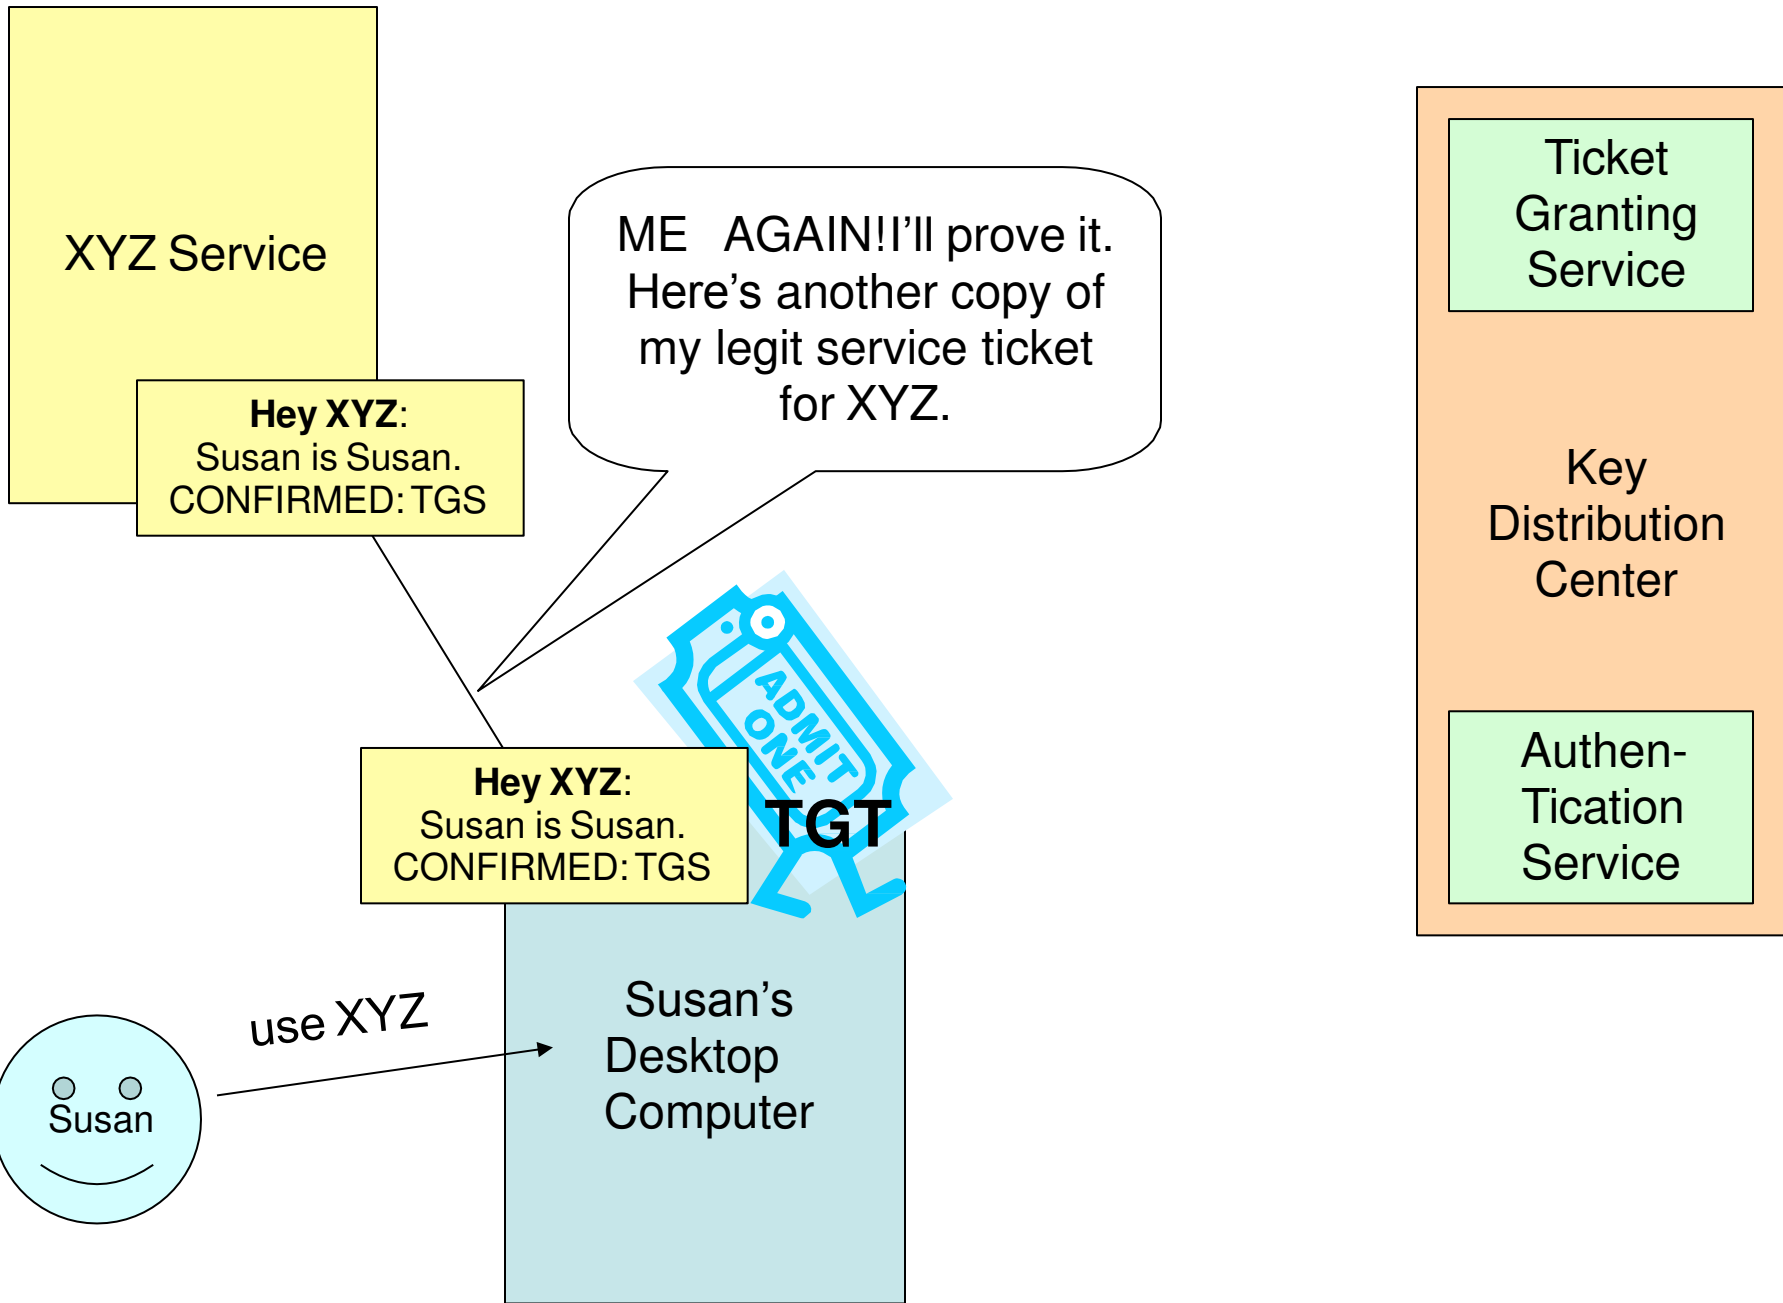 XYZ Service
Hey XYZ:
Susan is Susan.
CONFIRMED: TGS
ME AGAIN!I'll prove it.
Here’s another copy of
my legit service ticket
for XYZ.
Ticket
Granting
Service
Key
Distribution
Center
Authen-
Tication
Service
ADMIT
ONE
TGT
Hey XYZ:
Susan is Susan.
CONFIRMED: TGS
use XYZ
Susan
Susan’s
Desktop
Computer